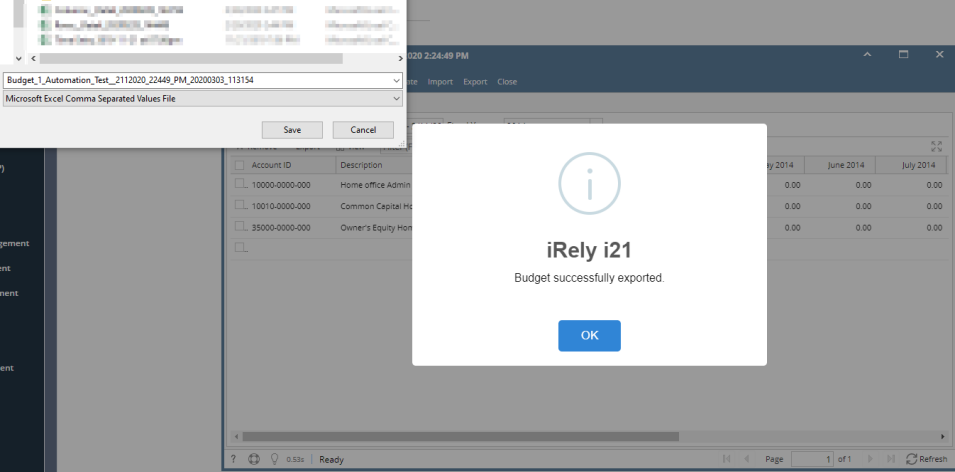 020 2:24:49 PM
ate Import Export Close
Budget_1_Automation_Test__2112020_22449_PM_20200303_113154
Microsoft Excel Comma Separated Values File
Save Cancel
Account ID Description y 2014 June 2014 July 2014
10000-0000-000 Home office Admin 0.00 0.00 0.00
10010-0000-000 Common Capital Ho 0.00 0.00 0.00
35000-0000-000 Owner's Equity Hon 0.00 0.00 0.00
gement
ent
ment
ent
iRely i21
Budget successfully exported.
OK
? 0.53s Ready Page 1 of 1 Refresh